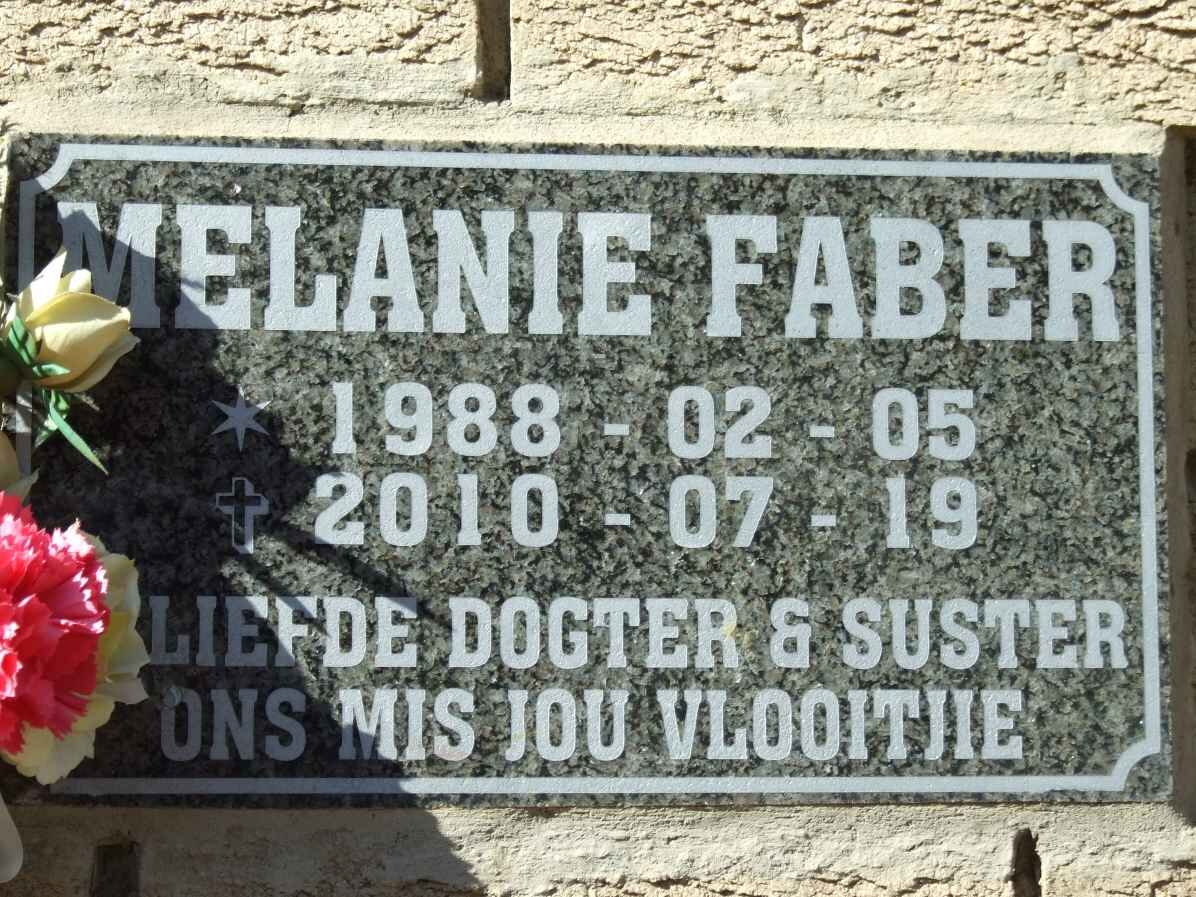 MELANIE FABER
1988 - 02 - 05
2010 - 07 - 19
LIEFDE DOGTER & SUSTER
ONS MIS JOU VLOOITJIE